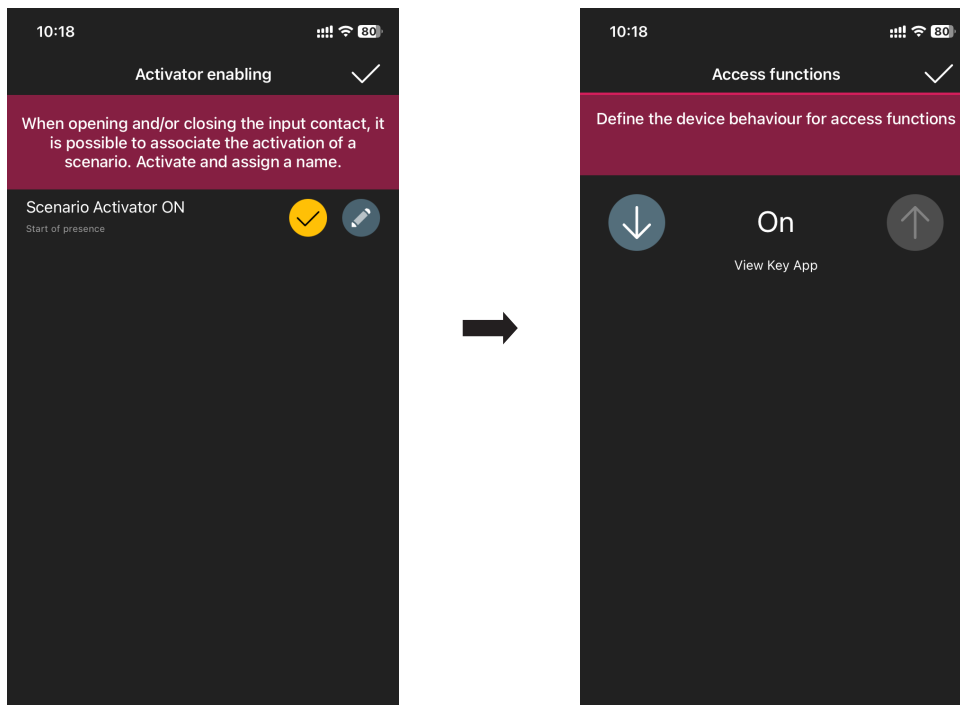 10:18
80
Activator enabling
When opening and/or closing the input contact, it
is possible to associate the activation of a
scenario. Activate and assign a name.
Scenario Activator ON
Start of presence
10:18
80
Access functions
Define the device behaviour for access functions
On
View Key App